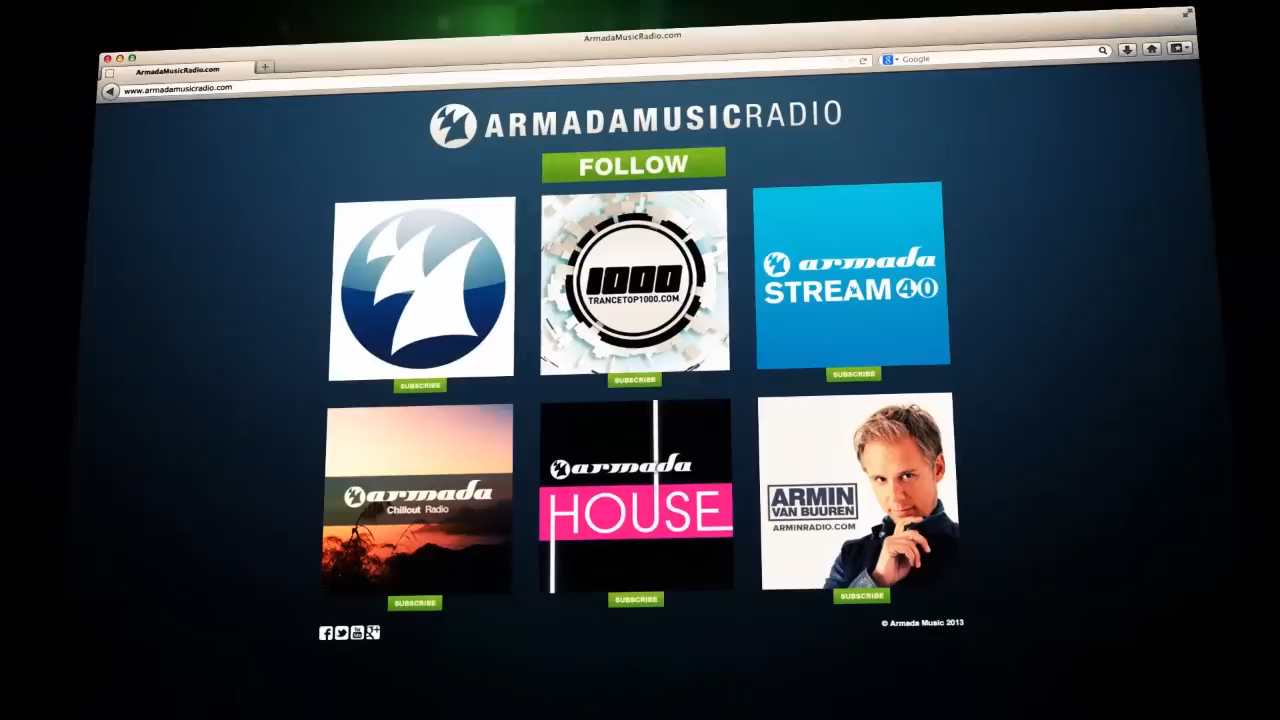 ArmadaMusicRadio.com
ArmadaMusicRadio.com
www.armadamusicradio.com
Google
ARMADAMUSICRADIO
FOLLOW
1000
TRANCETOP1000.COM
armada
STREAM 40
SUBSCRIBE
SUBSCRIBE
SUBSCRIBE
armada
Chillout Radio
armada
HOUSE
ARMIN
VAN BUUREN
ARMINRADIO.COM
SUBSCRIBE
SUBSCRIBE
SUBSCRIBE
© Armada Music 2013